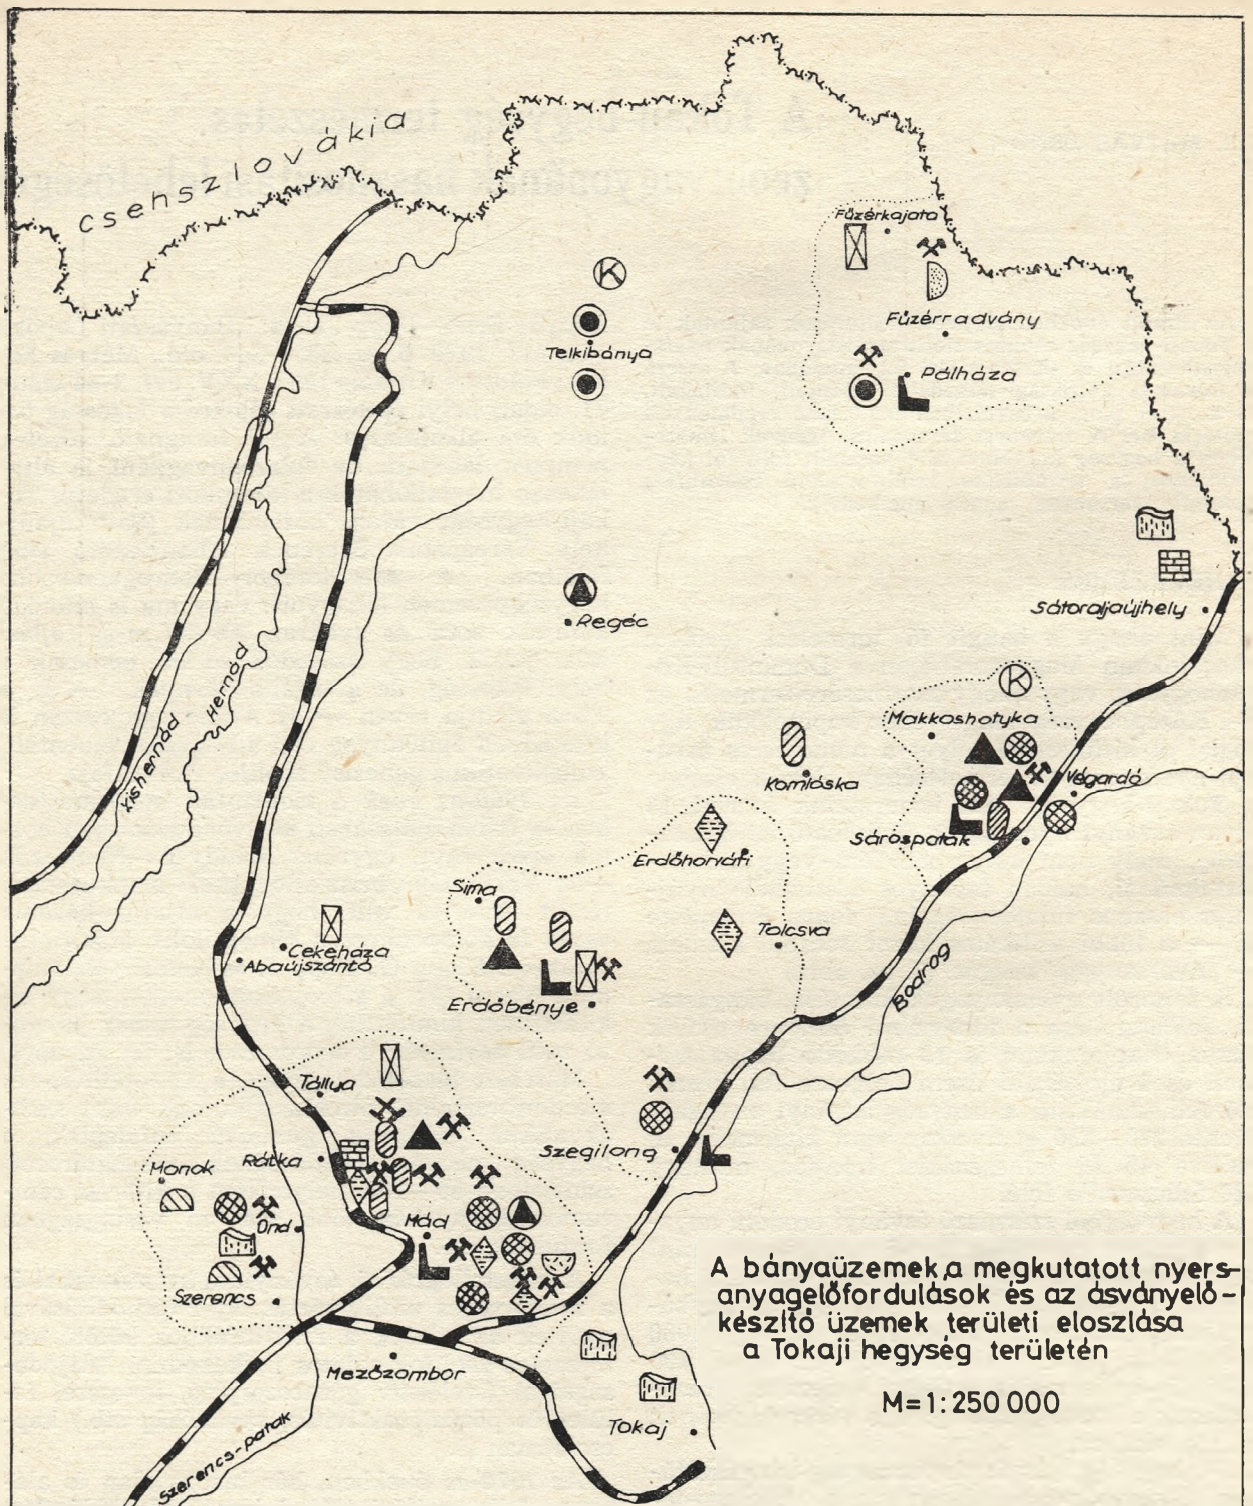 Csehszlovákia
Füzérkajata
Füzérradvány
Telkibánya
Pálháza
Sátoraljaújhely
Regéc
Hernád
Kishernád
Makkoshotyka
Végardó
Komlóska
Sárospatak
Erdőhorváti
Sima
Tolcsva
Cekeháza
Abaújszántó
Erdőbénye
Bodrog
Tállya
Szegilong
Monok
Rátka
Mád
Ond
Szerencs
Mezőzombor
Tokaj
Szerencs-patak
A bányaüzemek,a megkutatott nyers-
anyagelőfordulások és az ásványelő-
készítő üzemek területi eloszlása
a Tokaji hegység területén
M=1:250 000